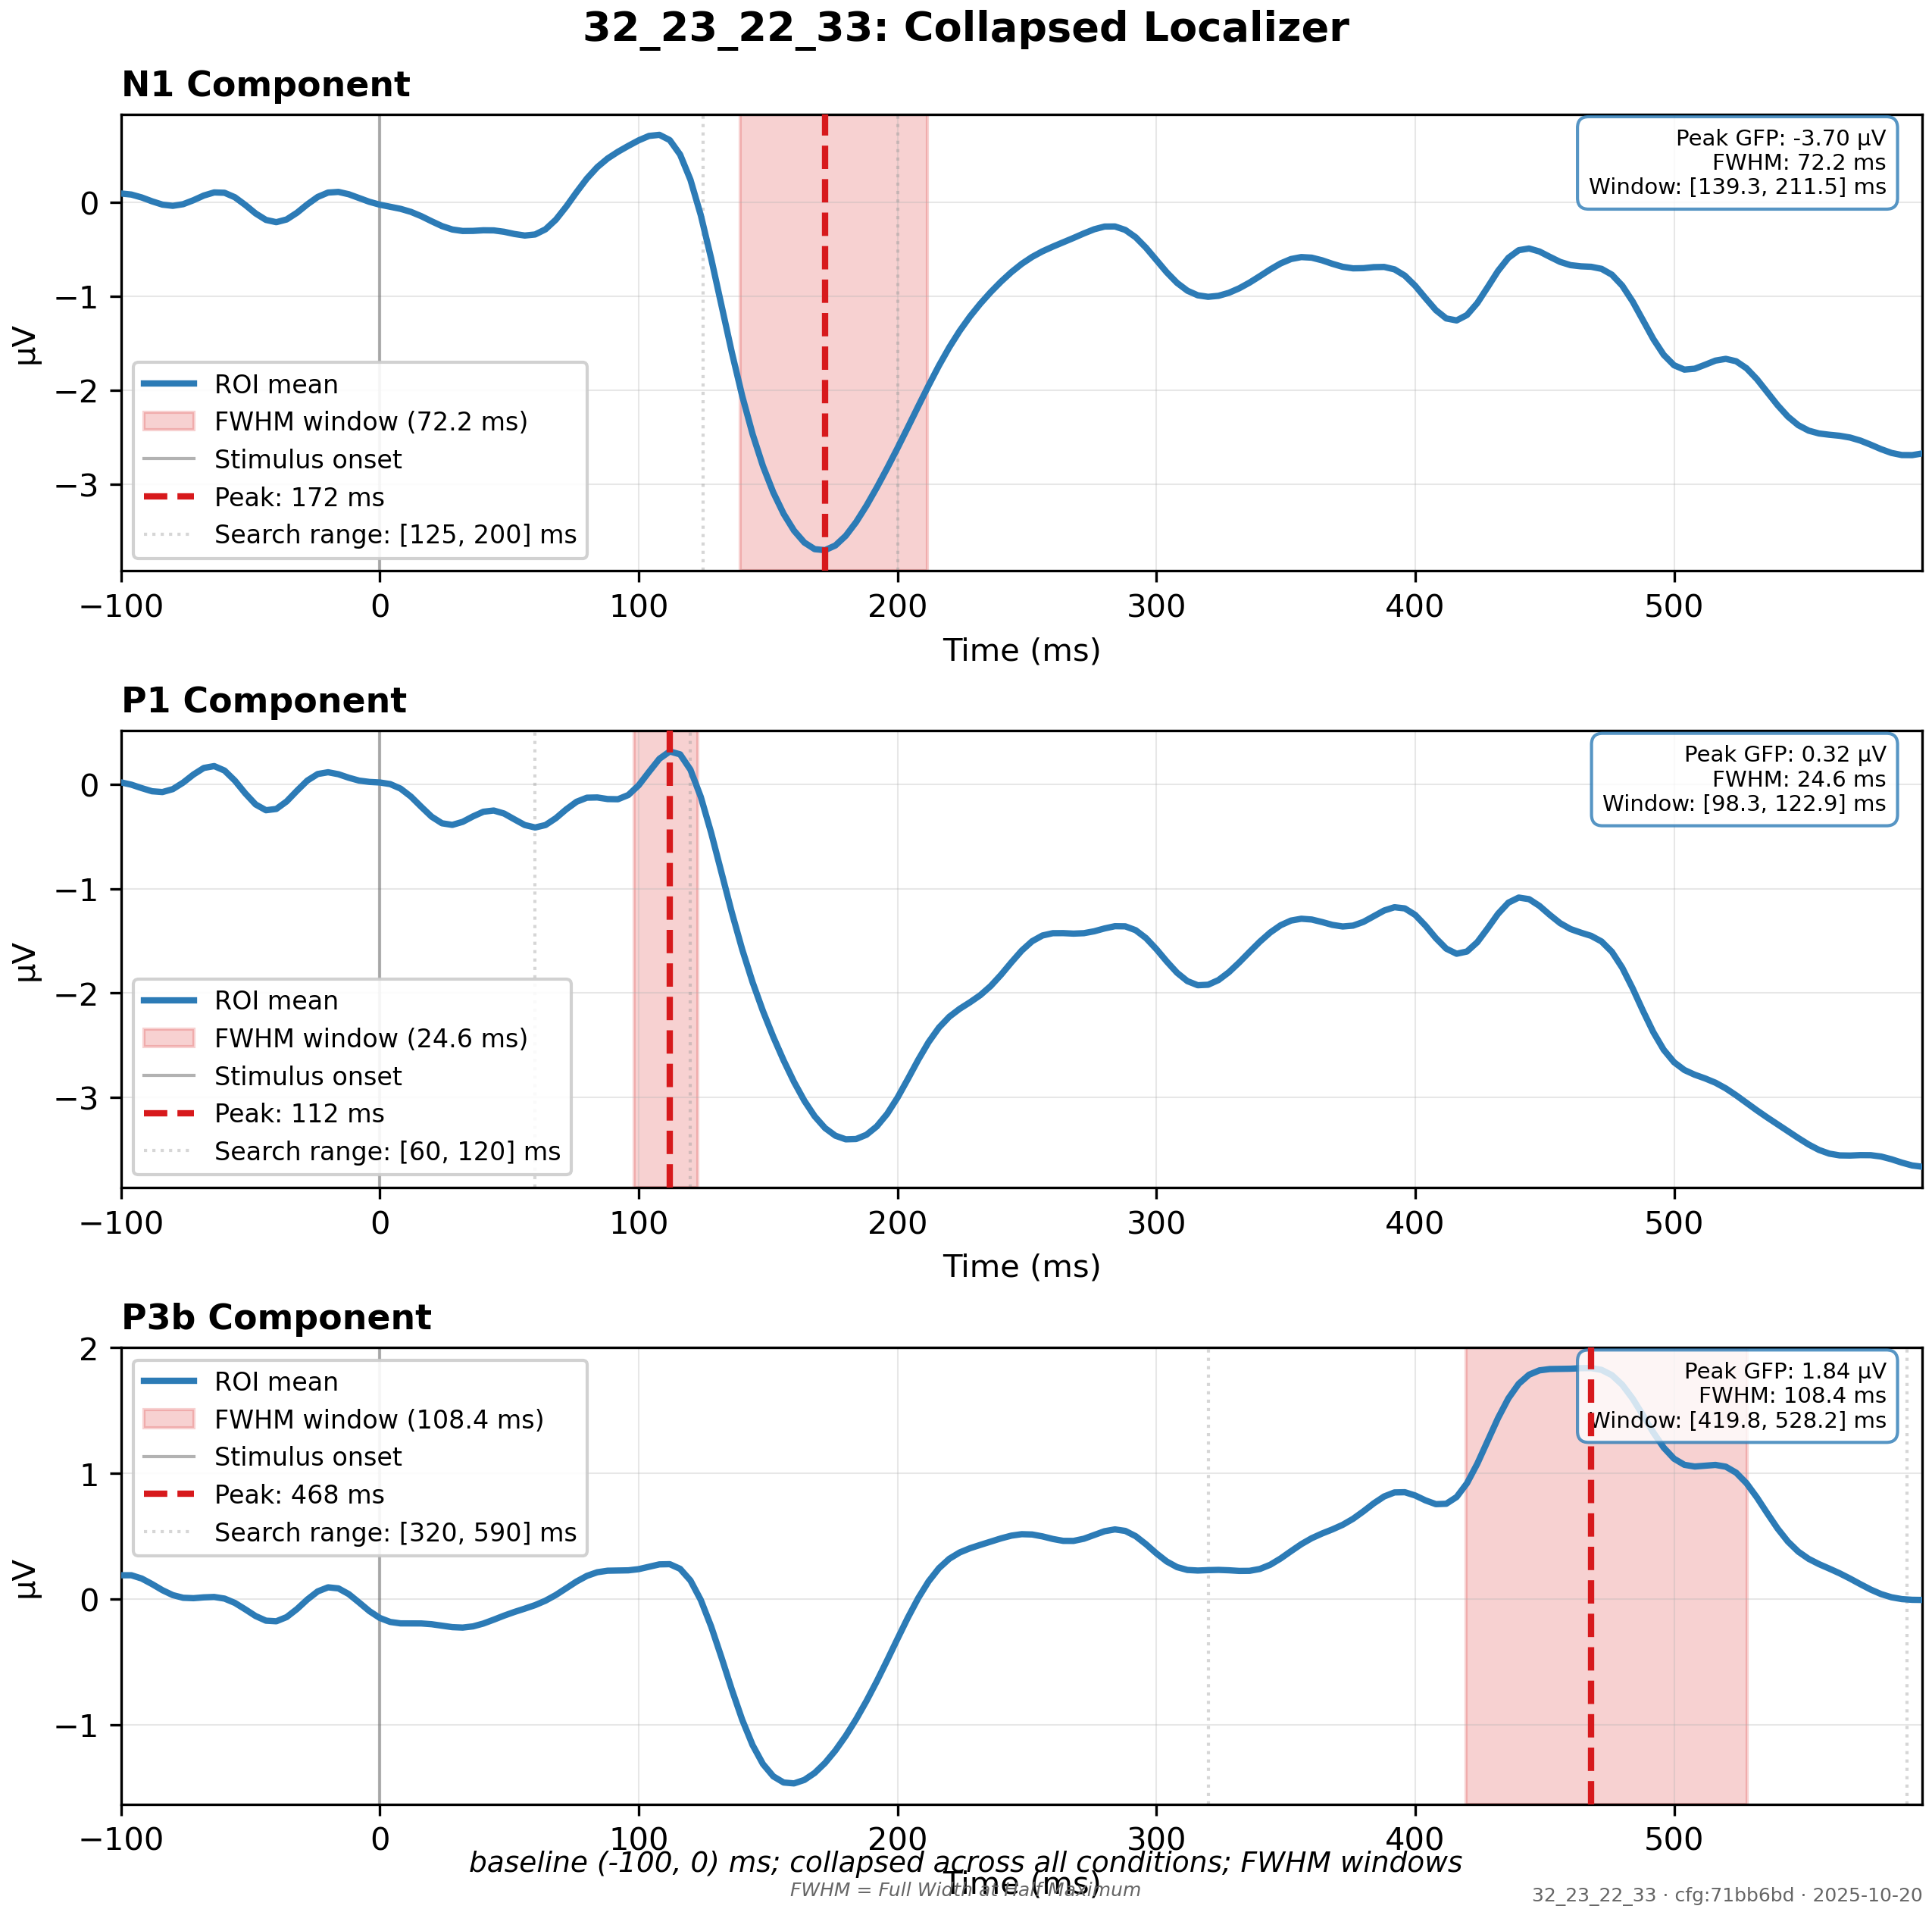 32_23_22_33: Collapsed Localizer
N1 Component
Peak GFP: -3.70 µV
FWHM: 72.2 ms
Window: [139.3, 211.5] ms
0
−1
−2
−3
µV
ROI mean
FWHM window (72.2 ms)
Stimulus onset
Peak: 172 ms
Search range: [125, 200] ms
−100 0 100 200 300 400 500
Time (ms)
P1 Component
Peak GFP: 0.32 µV
FWHM: 24.6 ms
Window: [98.3, 122.9] ms
0
−1
−2
−3
µV
ROI mean
FWHM window (24.6 ms)
Stimulus onset
Peak: 112 ms
Search range: [60, 120] ms
−100 0 100 200 300 400 500
Time (ms)
P3b Component
Peak GFP: 1.84 µV
FWHM: 108.4 ms
Window: [419.8, 528.2] ms
2
1
0
−1
µV
ROI mean
FWHM window (108.4 ms)
Stimulus onset
Peak: 468 ms
Search range: [320, 590] ms
−100 0 100 200 300 400 500
baseline (-100, 0) ms; collapsed across all conditions; FWHM windows
Time (ms)
FWHM = Full Width at Half Maximum
32_23_22_33 · cfg:71bb6bd · 2025-10-20